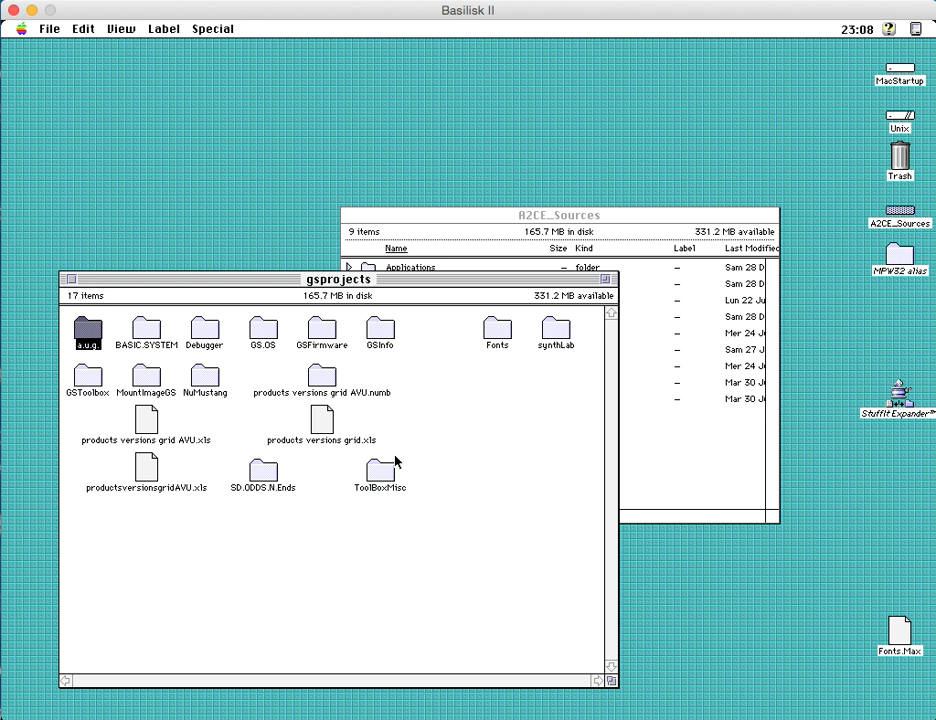 Basilisk II
File Edit View Label Special 23:08
MacStartup
Unix
Trash
A2CE_Sources
MPW32 alias
StuffIt Expander™
Fonts.Max
A2CE_Sources
9 items 165.7 MB in disk 331.2 MB available
Name Size Kind Label Last Modified
Applications – folder – Sam 28 D
– Sam 28 D
– Lun 22 Ju
– Sam 28 D
– Mer 24 J
– Sam 27 J
– Mer 24 J
– Mar 30 J
– Mar 30 J
gsprojects
17 items 165.7 MB in disk 331.2 MB available
a.u.g. BASIC.SYSTEM Debugger GS.OS GSFirmware GSInfo Fonts synthLab
GSToolbox MountImageGS NuMustang products versions grid AVU.numb
products versions grid AVU.xls products versions grid.xls
productsversionsgridAVU.xls SD.ODDS.N.Ends ToolBoxMisc